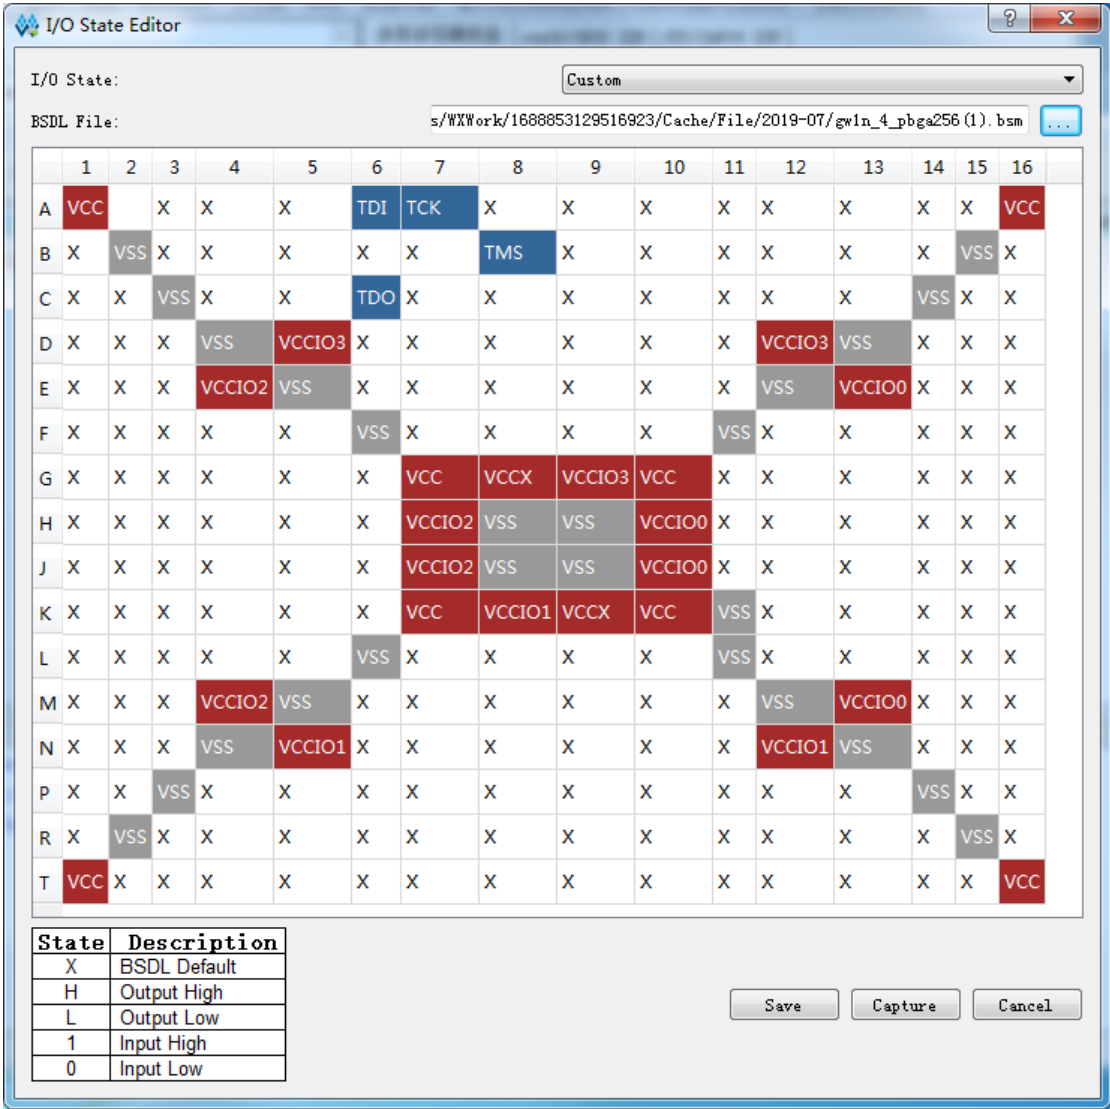 I/O State Editor
I/O State:
Custom
BSDL File:
s/WXWork/1688853129516923/Cache/File/2019-07/gw1n_4_pbga256(1).bsm
...
1 2 3 4 5 6 7 8 9 10 11 12 13 14 15 16
A VCC X X X TDI TCK X X X X X X X X VCC
B X VSS X X X X X TMS X X X X X X VSS X
C X X VSS X X TDO X X X X X X X VSS X X
D X X X VSS VCCIO3 X X X X X X VCCIO3 VSS X X X
E X X X VCCIO2 VSS X X X X X X VSS VCCIO0 X X X
F X X X X X VSS X X X X VSS X X X X X
G X X X X X X VCC VCCX VCCIO3 VCC X X X X X X
H X X X X X X VCCIO2 VSS VSS VCCIO0 X X X X X X
J X X X X X X VCCIO2 VSS VSS VCCIO0 X X X X X X
K X X X X X X VCC VCCIO1 VCCX VCC VSS X X X X X
L X X X X X VSS X X X X VSS X X X X X
M X X X VCCIO2 VSS X X X X X X VSS VCCIO0 X X X
N X X X VSS VCCIO1 X X X X X X VCCIO1 VSS X X X
P X X VSS X X X X X X X X X X VSS X X
R X VSS X X X X X X X X X X X X VSS X
T VCC X X X X X X X X X X X X X X VCC
State Description
X BSDL Default
H Output High
L Output Low
1 Input High
0 Input Low
Save Capture Cancel